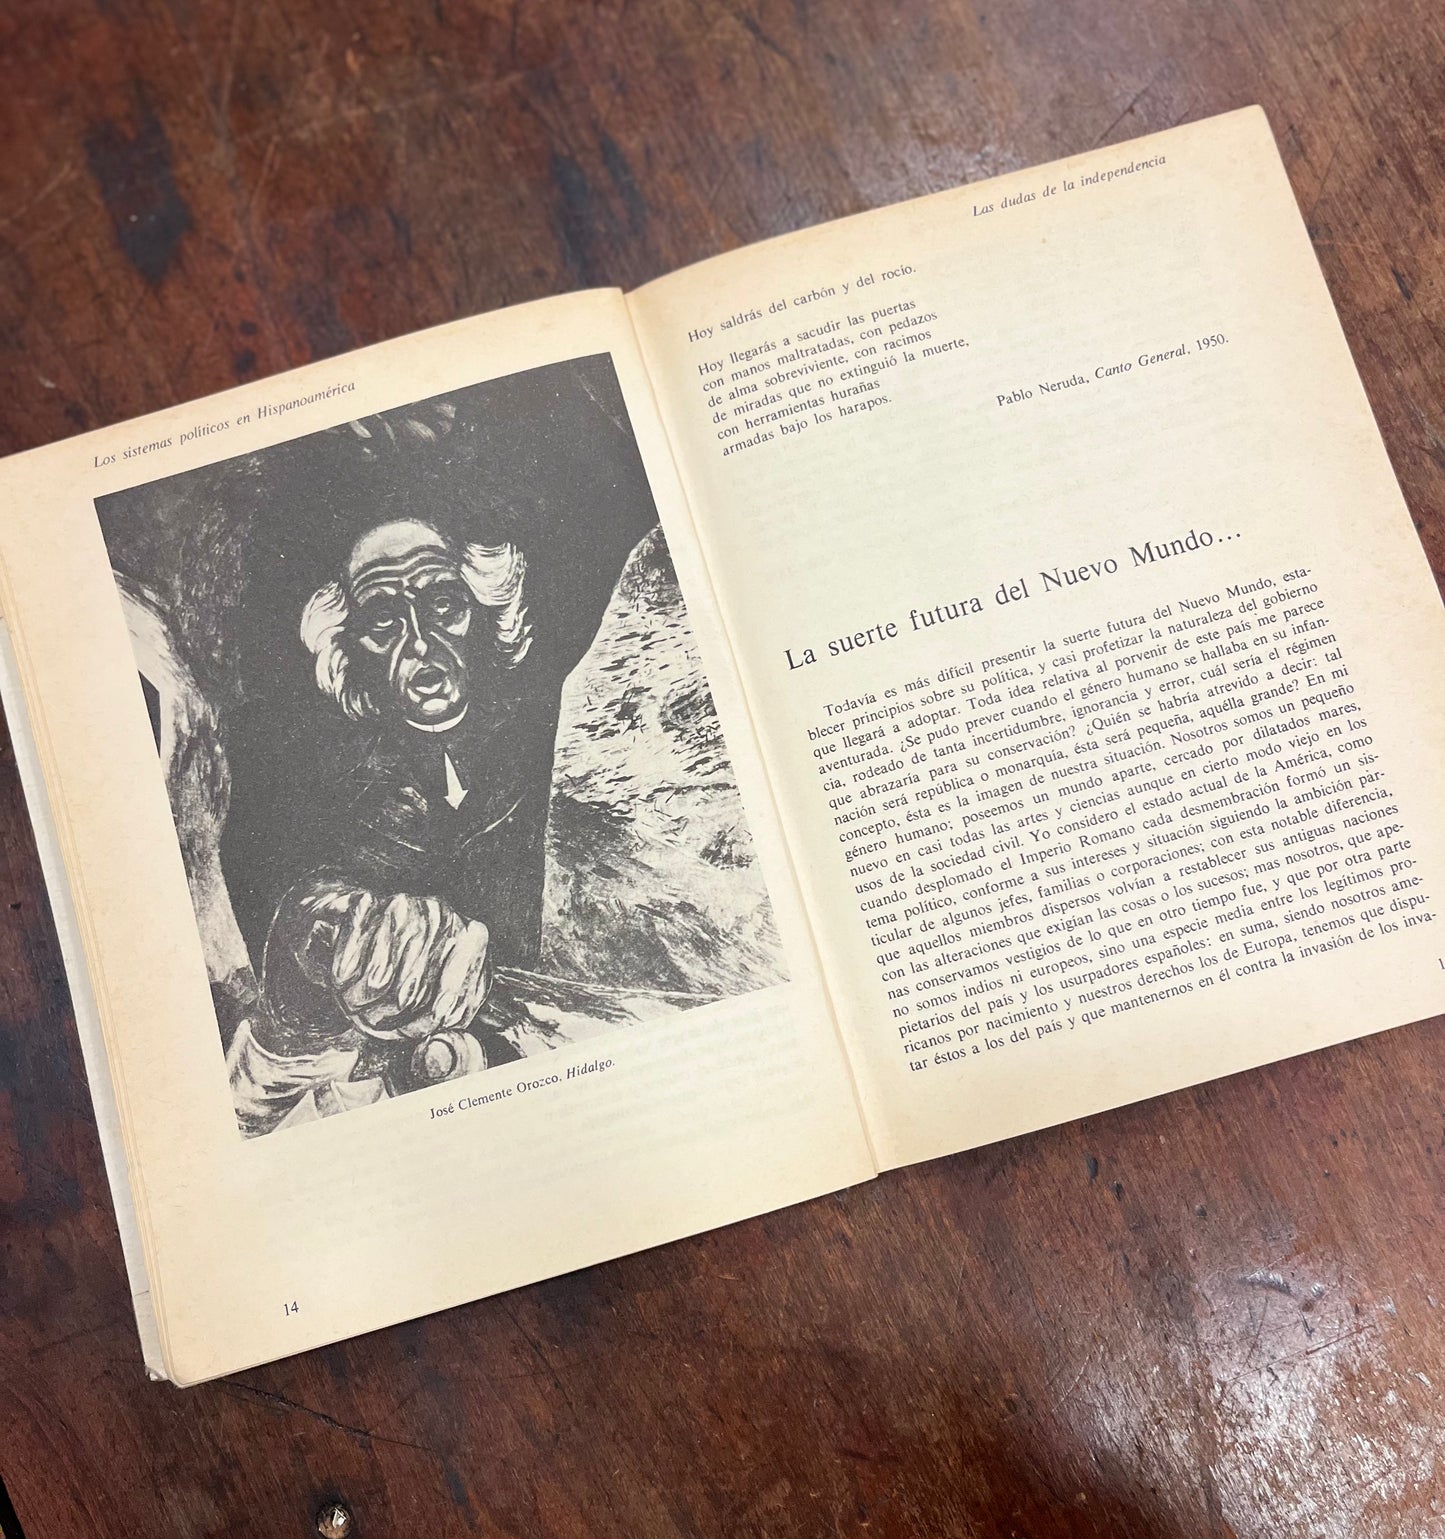 Los sistemas políticos en Hispanoamérica
José Clemente Orozco, Hidalgo.
14
Las dudas de la independencia
Hoy saldrás del carbón y del rocío.
Hoy llegarás a sacudir las puertas
con manos maltratadas, con pedazos
de alma sobreviviente, con racimos
de miradas que no extinguió la muerte,
con herramientas hurañas
armadas bajo los harapos.
Pablo Neruda, Canto General, 1950.
La suerte futura del Nuevo Mundo...
Todavía es más difícil presentir la suerte futura del Nuevo Mundo, esta-
blecer principios sobre su política, y casi profetizar la naturaleza del gobierno
que llegará a adoptar. Toda idea relativa al porvenir de este país me parece
aventurada. ¿Se pudo prever cuando el género humano se hallaba en su infan-
cia, rodeado de tanta incertidumbre, ignorancia y error, cuál sería el régimen
que abrazaría para su conservación? ¿Quién se habría atrevido a decir: tal
nación será república o monarquía, ésta será pequeña, aquélla grande? En mi
concepto, ésta es la imagen de nuestra situación. Nosotros somos un pequeño
género humano; poseemos un mundo aparte, cercado por dilatados mares,
nuevo en casi todas las artes y ciencias aunque en cierto modo viejo en los
usos de la sociedad civil. Yo considero el estado actual de la América, como
cuando desplomado el Imperio Romano cada desmembración formó un sis-
tema político, conforme a sus intereses y situación siguiendo la ambición par-
ticular de algunos jefes, familias o corporaciones; con esta notable diferencia,
que aquellos miembros dispersos volvían a restablecer sus antiguas naciones
con las alteraciones que exigían las cosas o los sucesos; mas nosotros, que ape-
nas conservamos vestigios de lo que en otro tiempo fue, y que por otra parte
no somos indios ni europeos, sino una especie media entre los legítimos pro-
pietarios del país y los usurpadores españoles: en suma, siendo nosotros ame-
ricanos por nacimiento y nuestros derechos los de Europa, tenemos que dispu-
tar éstos a los del país y que mantenernos en él contra la invasión de los inva-